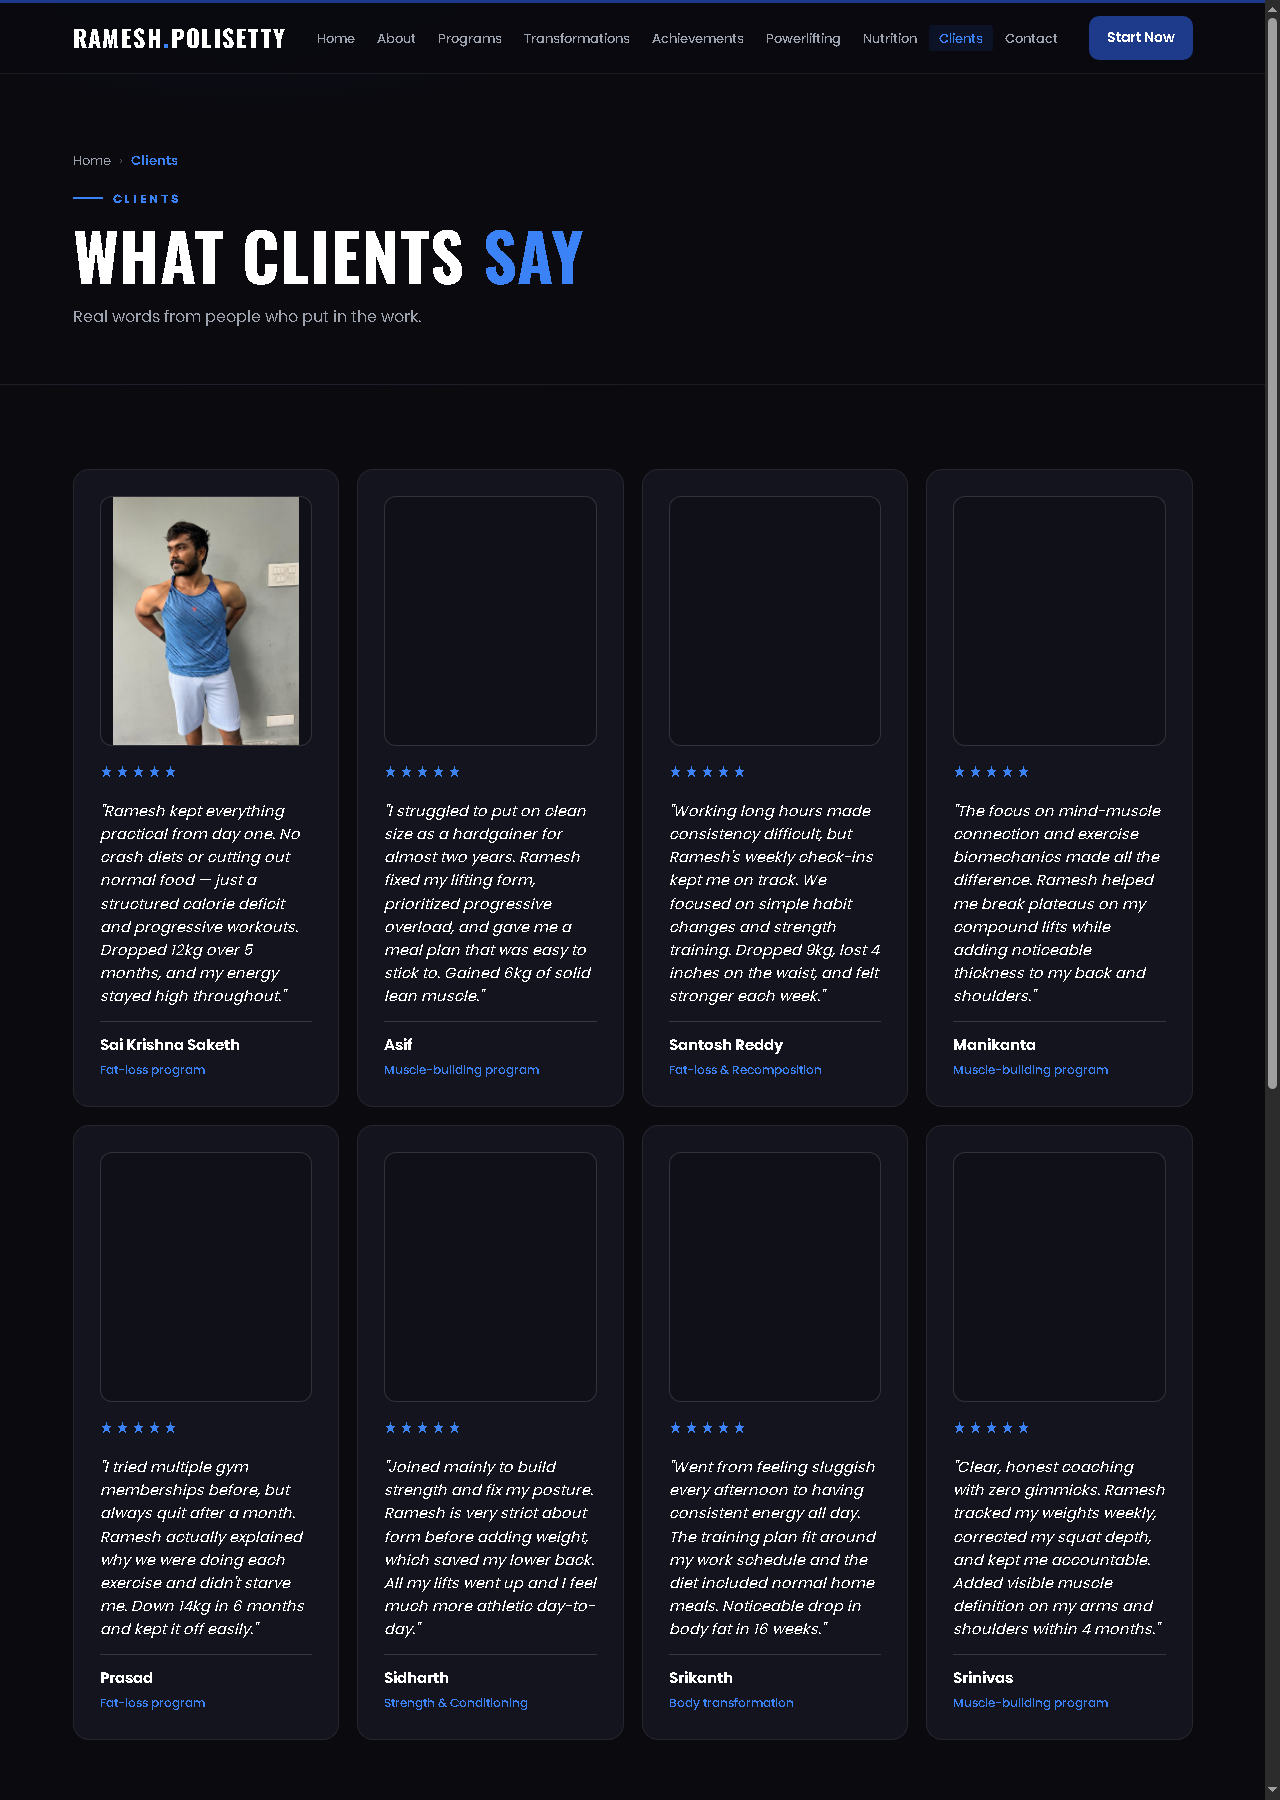 RAMESH.POLISETTY
Home
About
Programs
Transformations
Achievements
Powerlifting
Nutrition
Clients
Contact
Start Now
Home › Clients
CLIENTS
WHAT CLIENTS SAY
Real words from people who put in the work.
★★★★★
"Ramesh kept everything
practical from day one. No
crash diets or cutting out
normal food — just a
structured calorie deficit
and progressive workouts.
Dropped 12kg over 5
months, and my energy
stayed high throughout."
Sai Krishna Saketh
Fat-loss program
★★★★★
"I struggled to put on clean
size as a hardgainer for
almost two years. Ramesh
fixed my lifting form,
prioritized progressive
overload, and gave me a
meal plan that was easy to
stick to. Gained 6kg of solid
lean muscle."
Asif
Muscle-building program
★★★★★
"Working long hours made
consistency difficult, but
Ramesh's weekly check-ins
kept me on track. We
focused on simple habit
changes and strength
training. Dropped 9kg, lost 4
inches on the waist, and felt
stronger each week."
Santosh Reddy
Fat-loss & Recomposition
★★★★★
"The focus on mind-muscle
connection and exercise
biomechanics made all the
difference. Ramesh helped
me break plateaus on my
compound lifts while
adding noticeable
thickness to my back and
shoulders."
Manikanta
Muscle-building program
★★★★★
"I tried multiple gym
memberships before, but
always quit after a month.
Ramesh actually explained
why we were doing each
exercise and didn't starve
me. Down 14kg in 6 months
and kept it off easily."
Prasad
Fat-loss program
★★★★★
"Joined mainly to build
strength and fix my posture.
Ramesh is very strict about
form before adding weight,
which saved my lower back.
All my lifts went up and I feel
much more athletic day-to-
day."
Sidharth
Strength & Conditioning
★★★★★
"Went from feeling sluggish
every afternoon to having
consistent energy all day.
The training plan fit around
my work schedule and the
diet included normal home
meals. Noticeable drop in
body fat in 16 weeks."
Srikanth
Body transformation
★★★★★
"Clear, honest coaching
with zero gimmicks. Ramesh
tracked my weights weekly,
corrected my squat depth,
and kept me accountable.
Added visible muscle
definition on my arms and
shoulders within 4 months."
Srinivas
Muscle-building program